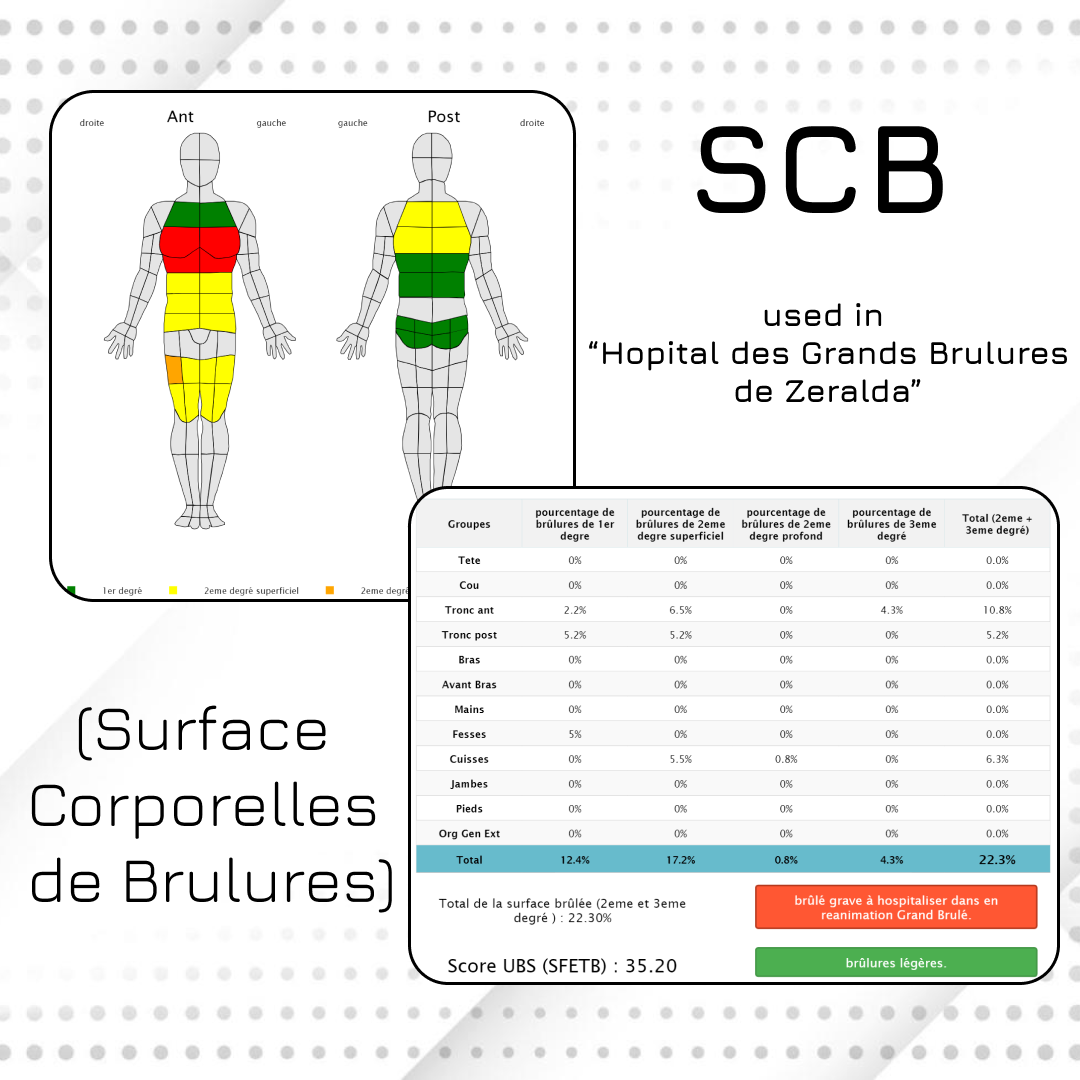 Ant
Post
droite
gauche
gauche
droite
SCB
used in
“Hopital des Grands Brulures
de Zeralda”
1er degré
2eme degré superficiel
2eme degré
(Surface
Corporelles
de Brulures)
Groupes
pourcentage de
brûlures de 1er
degre
pourcentage de
brûlures de 2eme
degre superficiel
pourcentage de
brûlures de 2eme
degre profond
pourcentage de
brûlures de 3eme
degré
Total (2eme +
3eme degré)
Tete 0% 0% 0% 0% 0.0%
Cou 0% 0% 0% 0% 0.0%
Tronc ant 2.2% 6.5% 0% 4.3% 10.8%
Tronc post 5.2% 5.2% 0% 0% 5.2%
Bras 0% 0% 0% 0% 0.0%
Avant Bras 0% 0% 0% 0% 0.0%
Mains 0% 0% 0% 0% 0.0%
Fesses 5% 0% 0% 0% 0.0%
Cuisses 0% 5.5% 0.8% 0% 6.3%
Jambes 0% 0% 0% 0% 0.0%
Pieds 0% 0% 0% 0% 0.0%
Org Gen Ext 0% 0% 0% 0% 0.0%
Total 12.4% 17.2% 0.8% 4.3% 22.3%
Total de la surface brûlée (2eme et 3eme
degré ) : 22.30%
brûlé grave à hospitaliser dans en
reanimation Grand Brulé.
Score UBS (SFETB) : 35.20
brûlures légères.